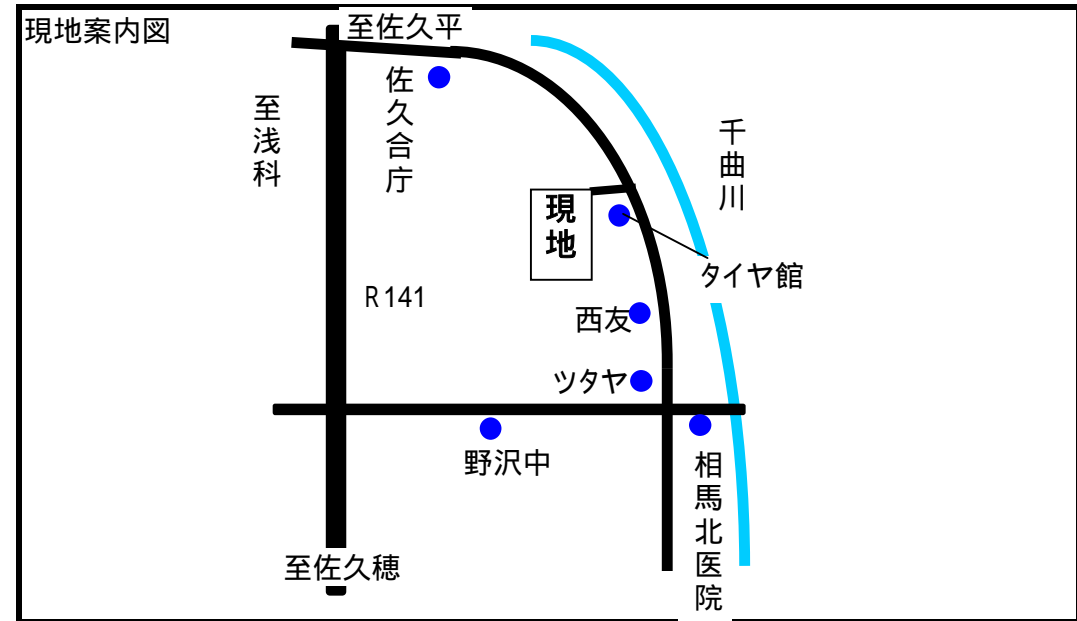 現地案内図
至佐久平
佐久合庁
至浅科
千曲川
現地
タイヤ館
R141
西友
ツタヤ
野沢中
相馬北医院
至佐久穂